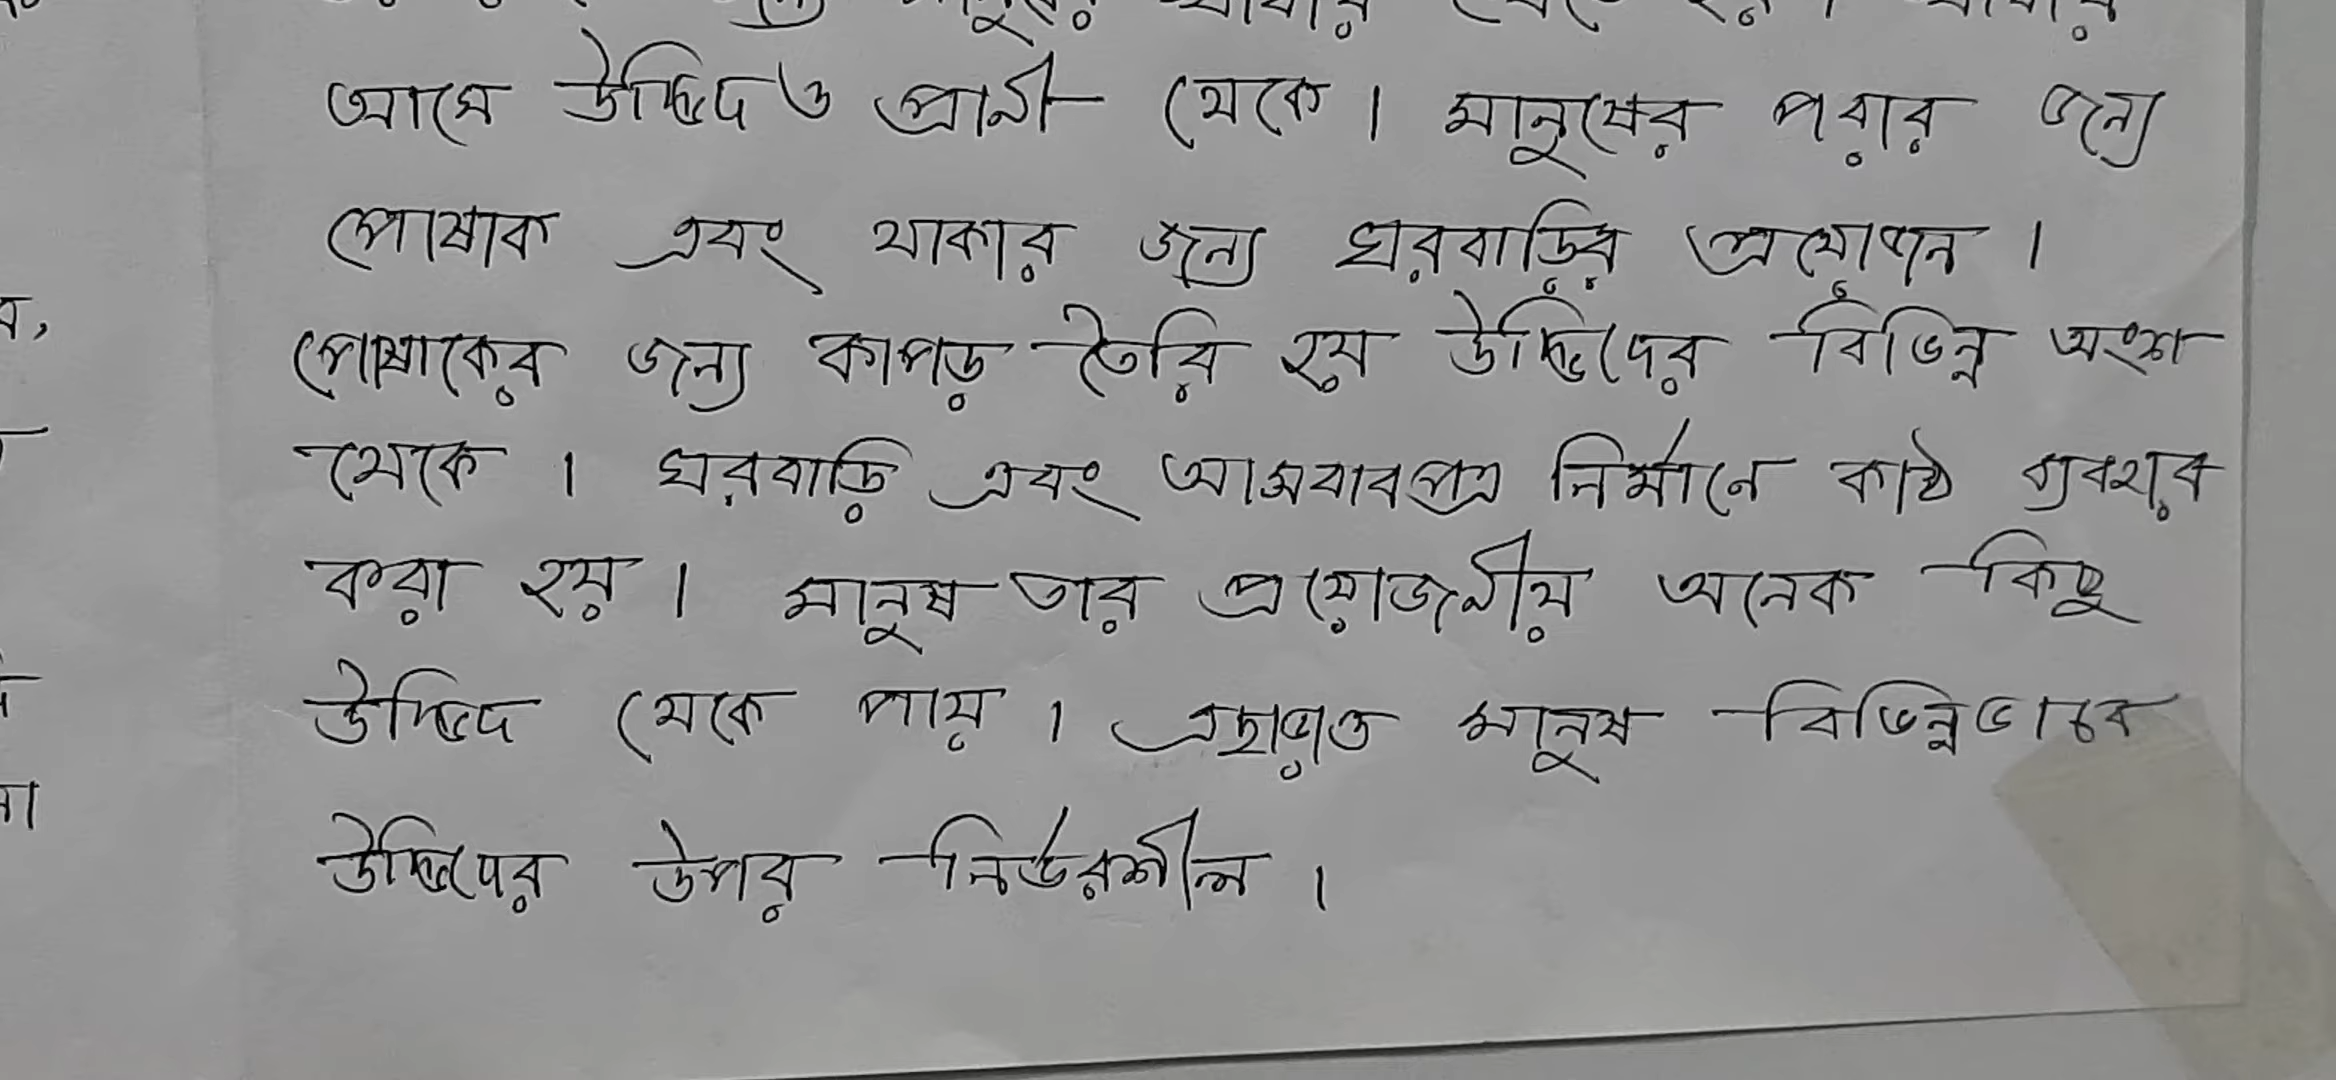 মানুষের খাবার খেতে হয়। খাবার
আসে উদ্ভিদ ও প্রানী থেকে। মানুষের পরার জন্য
পোষাক এবং থাকার জন্য ঘরবাড়ির প্রয়োজন।
পোষাকের জন্য কাপড় তৈরি হয় উদ্ভিদের বিভিন্ন অংশ
থেকে। ঘরবাড়ি এবং আসবাবপত্র নির্মানে কাঠ ব্যবহার
করা হয়। মানুষ তার প্রয়োজনীয় অনেক কিছু
উদ্ভিদ থেকে পায়। এছাড়াও মানুষ বিভিন্নভাবে
উদ্ভিদের উপর নির্ভরশীল।